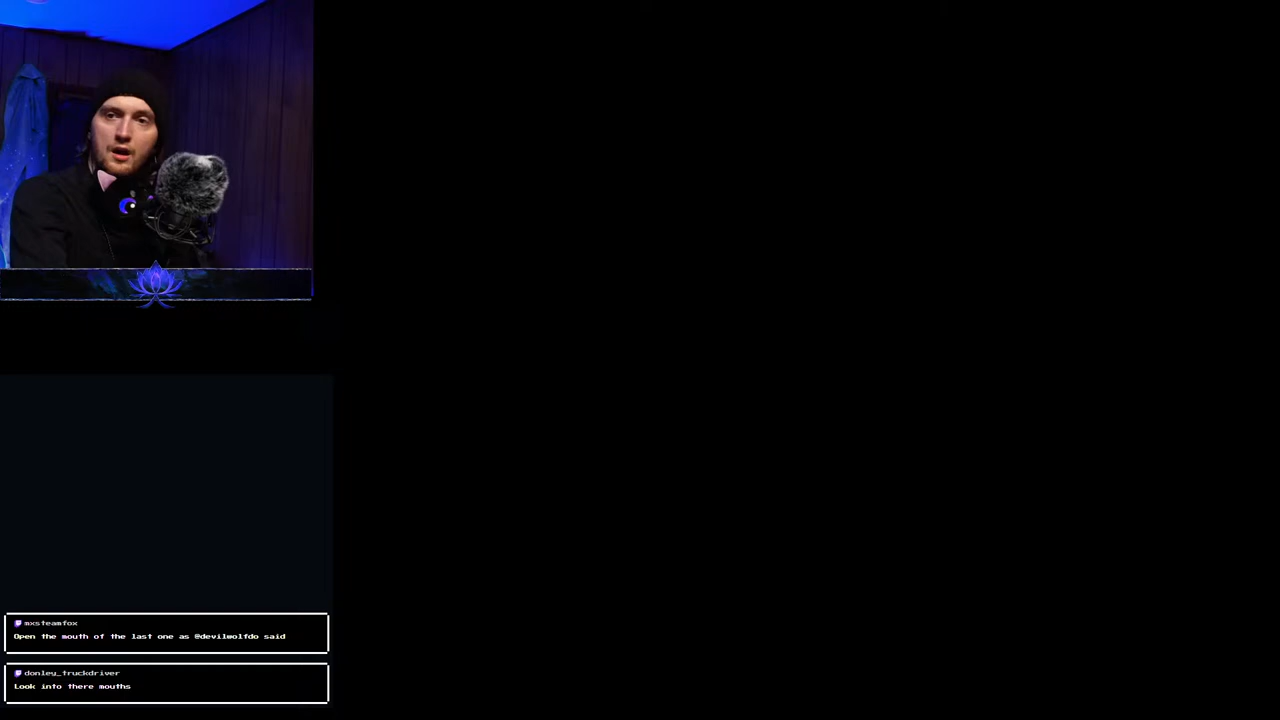 mxsteamfox
Open the mouth of the last one as @devilwolfdo said
donley_truckdriver
Look into there mouths